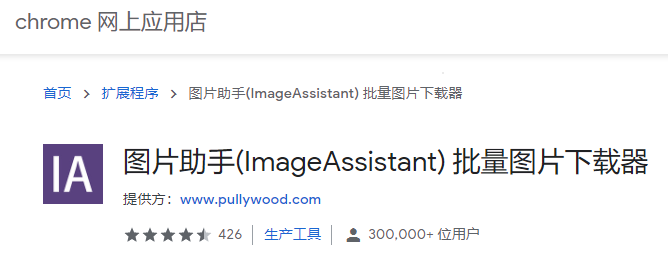 chrome 网上应用店
首页 > 扩展程序 > 图片助手(ImageAssistant) 批量图片下载器
IA 图片助手(ImageAssistant) 批量图片下载器
提供方：www.pullywood.com
426 | 生产工具 | 300,000+ 位用户